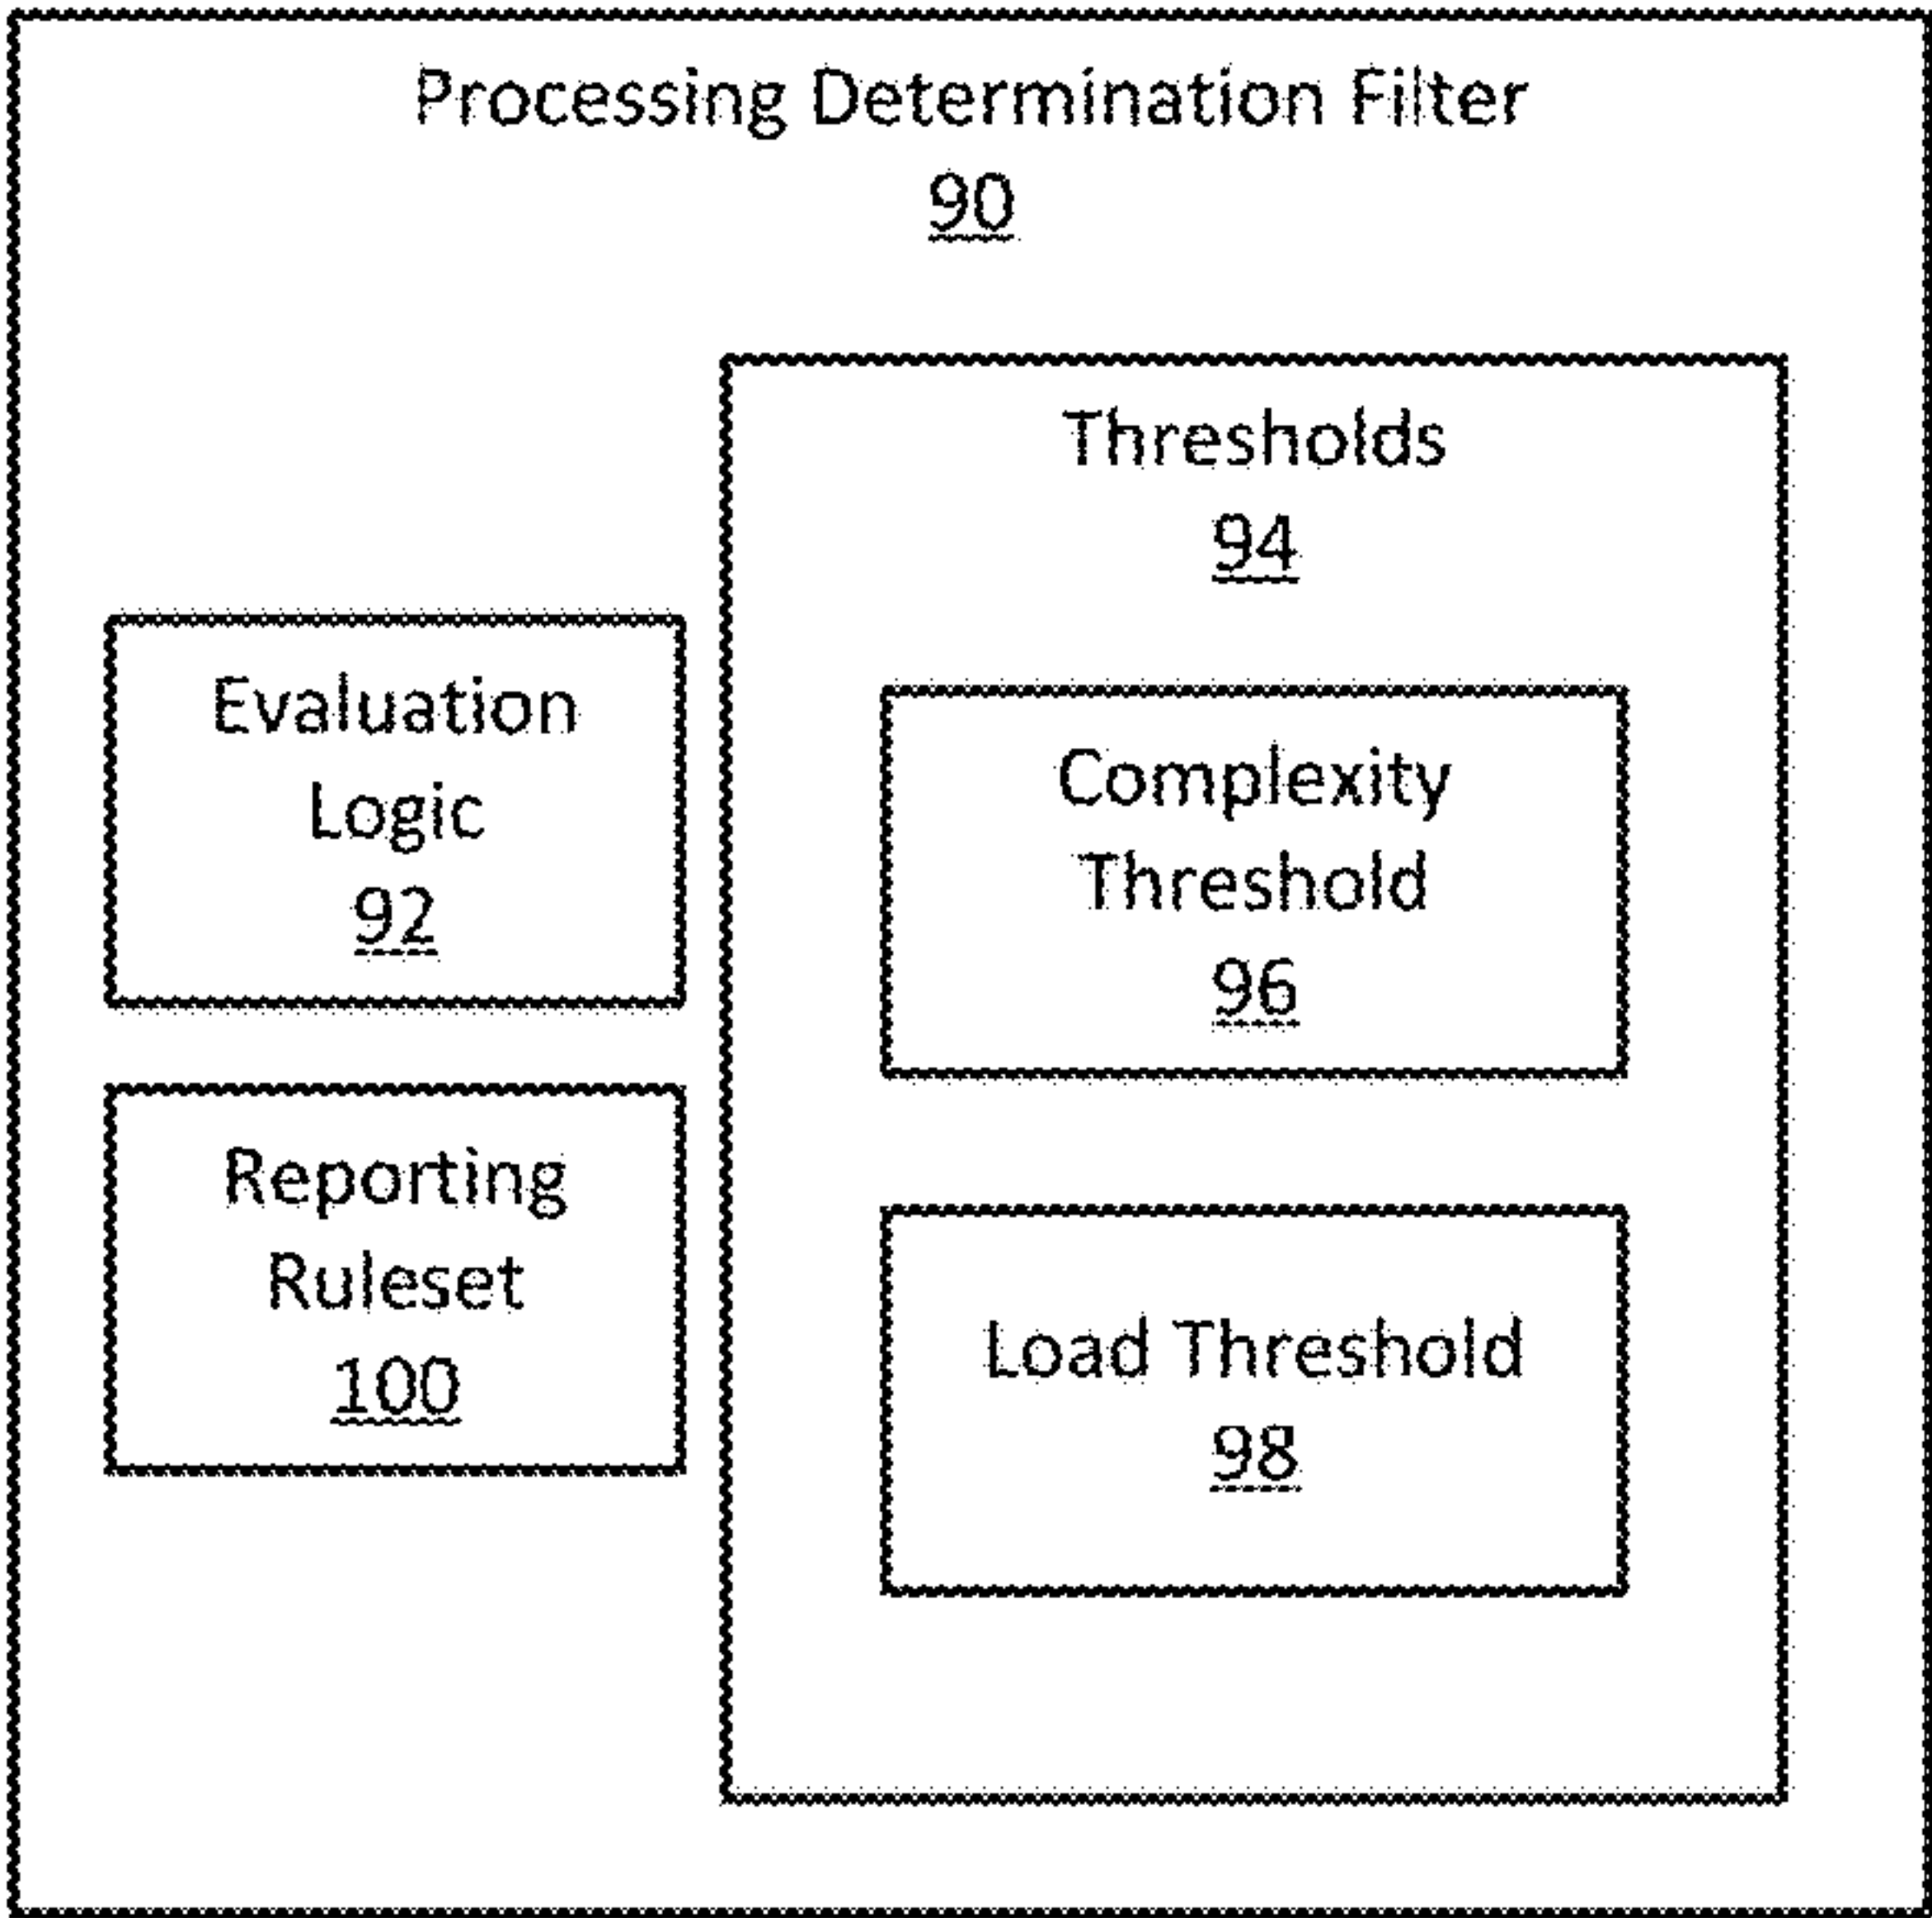 Processing Determination Filter
90
Thresholds
94
Evaluation
Logic
92
Complexity
Threshold
96
Reporting
Ruleset
100
Load Threshold
98